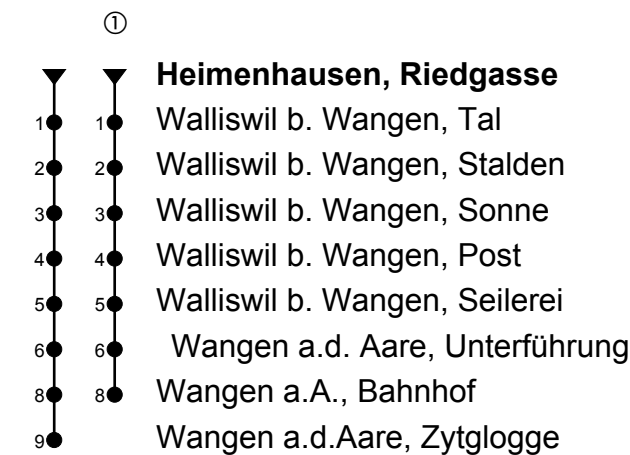 ①
Heimenhausen, Riedgasse
1 1 Walliswil b. Wangen, Tal
2 2 Walliswil b. Wangen, Stalden
3 3 Walliswil b. Wangen, Sonne
4 4 Walliswil b. Wangen, Post
5 5 Walliswil b. Wangen, Seilerei
6 6 Wangen a.d. Aare, Unterführung
8 8 Wangen a.A., Bahnhof
9 Wangen a.d.Aare, Zytglogge